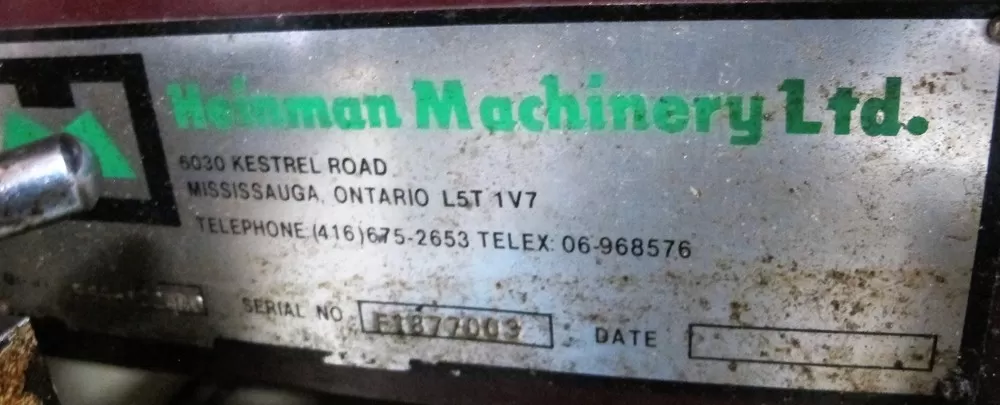 Heinman Machinery Ltd.
6030 KESTREL ROAD
MISSISSAUGA, ONTARIO L5T 1V7
TELEPHONE:(416)675-2653 TELEX: 06-968576
SERIAL NO. E1877003 DATE